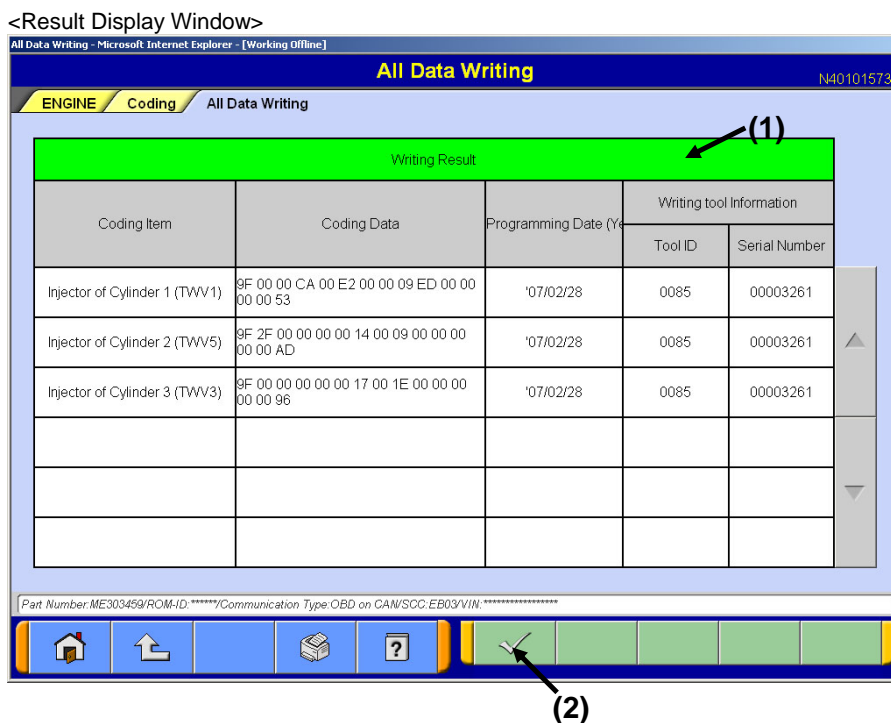 <Result Display Window>
All Data Writing - Microsoft Internet Explorer - [Working Offline]
All Data Writing
N40101573
ENGINE Coding All Data Writing
(1)
Writing Result
Coding Item Coding Data Programming Date (Ye Writing tool Information
Tool ID Serial Number
Injector of Cylinder 1 (TWV1) 9F 00 00 CA 00 E2 00 00 09 ED 00 00 '07/02/28 0085 00003261
00 00 53
Injector of Cylinder 2 (TWV5) 9F 2F 00 00 00 00 14 00 09 00 00 00 '07/02/28 0085 00003261
00 00 AD
Injector of Cylinder 3 (TWV3) 9F 00 00 00 00 00 17 00 1E 00 00 00 '07/02/28 0085 00003261
00 00 96
Part Number:ME303459/ROM-ID:******/Communication Type:OBD on CAN/SCC:EB03/VIN:*****************
?
(2)